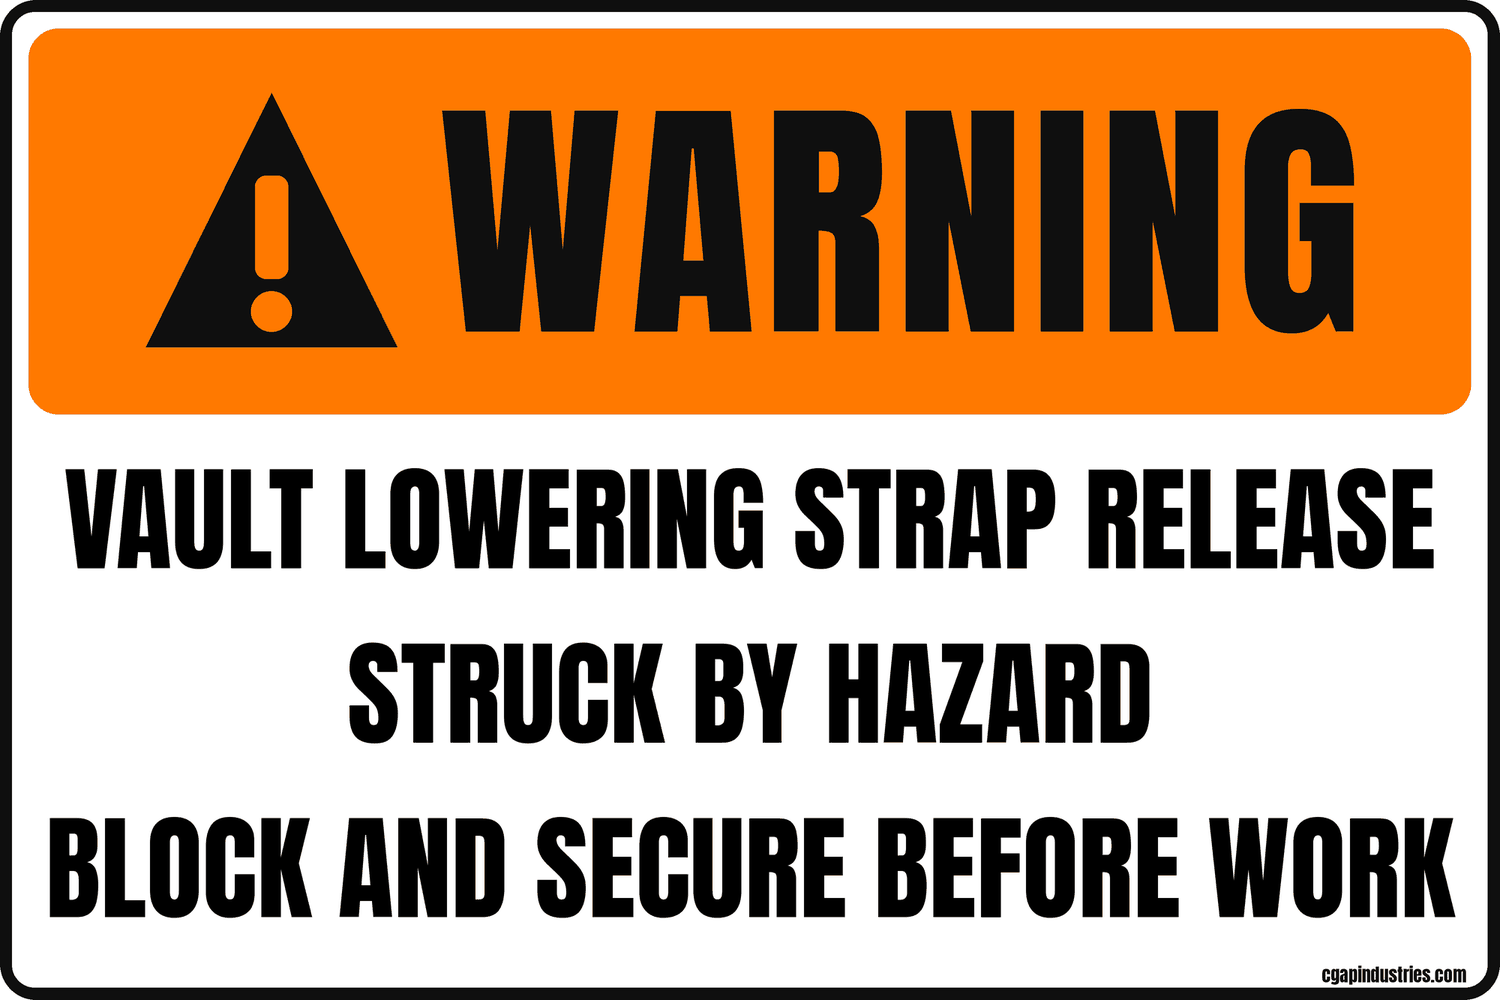 WARNING
VAULT LOWERING STRAP RELEASE
STRUCK BY HAZARD
BLOCK AND SECURE BEFORE WORK
cgapindustries.com